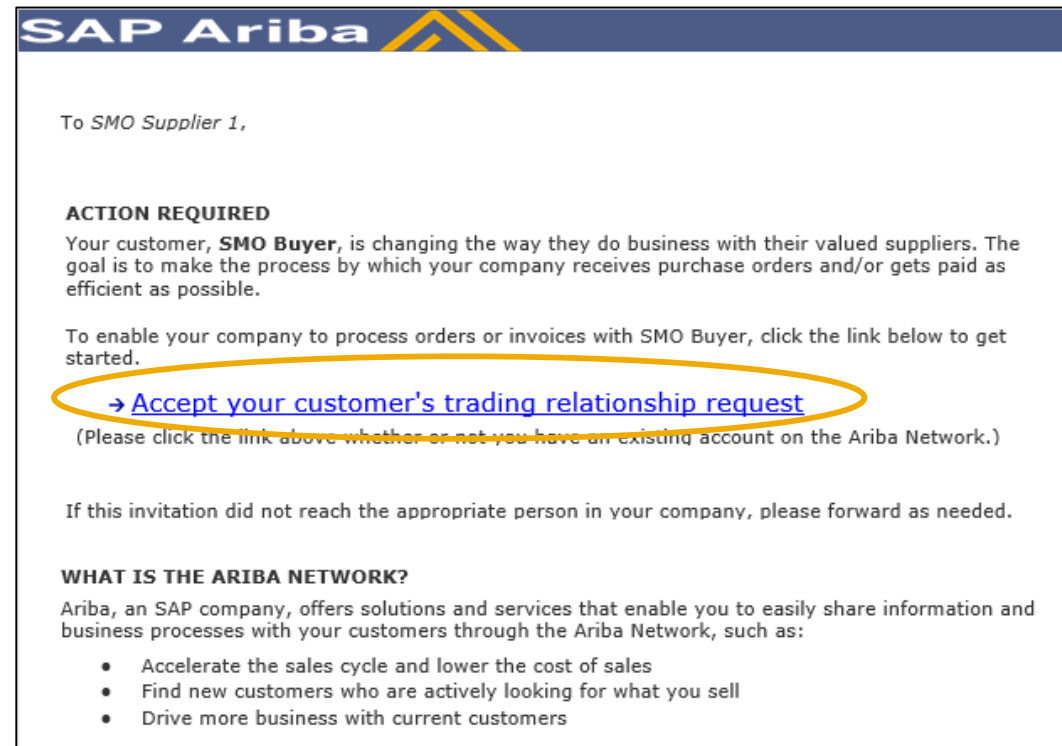 SAP Ariba
To SMO Supplier 1,
ACTION REQUIRED
Your customer, SMO Buyer, is changing the way they do business with their valued suppliers. The
goal is to make the process by which your company receives purchase orders and/or gets paid as
efficient as possible.
To enable your company to process orders or invoices with SMO Buyer, click the link below to get
started.
→ Accept your customer's trading relationship request
(Please click the link above whether or not you have an existing account on the Ariba Network.)
If this invitation did not reach the appropriate person in your company, please forward as needed.
WHAT IS THE ARIBA NETWORK?
Ariba, an SAP company, offers solutions and services that enable you to easily share information and
business processes with your customers through the Ariba Network, such as:
• Accelerate the sales cycle and lower the cost of sales
• Find new customers who are actively looking for what you sell
• Drive more business with current customers